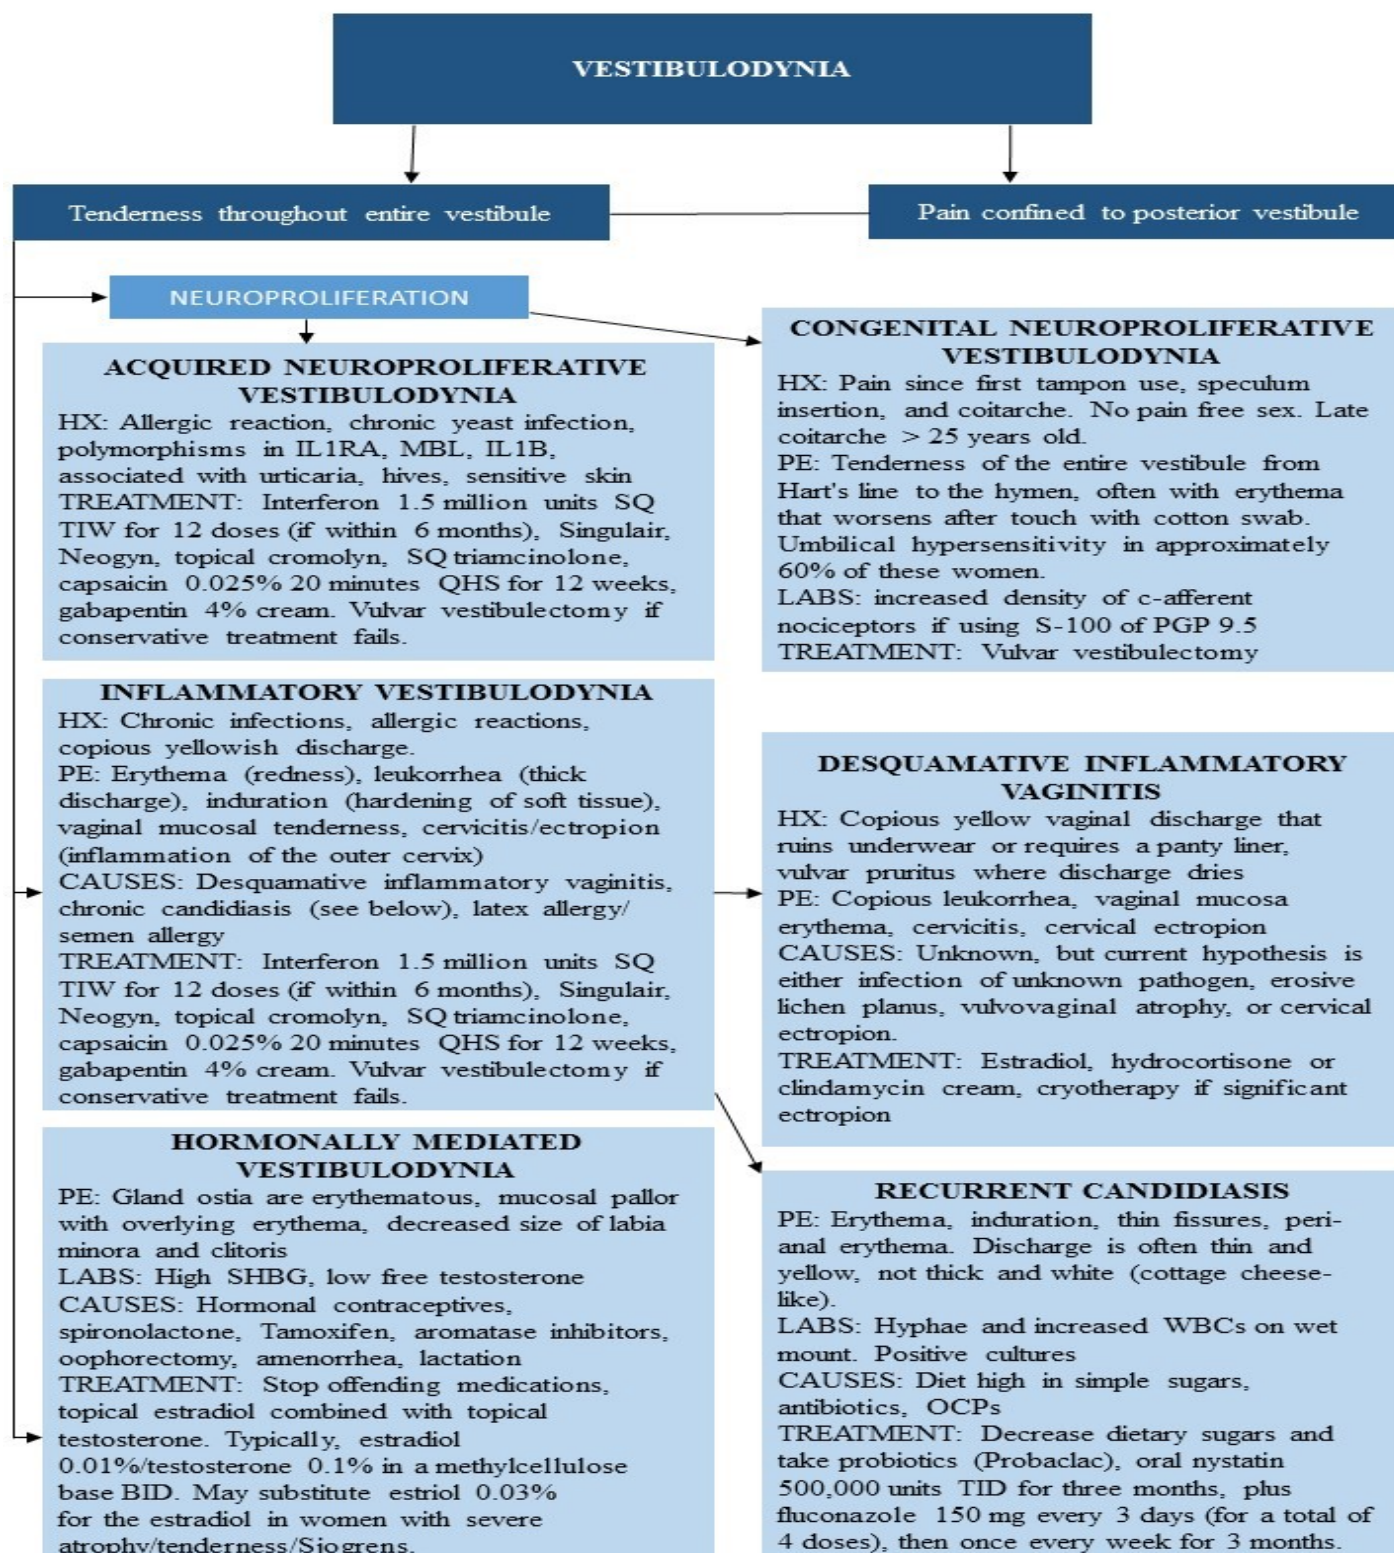 VESTIBULODYNIA
Tenderness throughout entire vestibule
Pain confined to posterior vestibule
NEUROPROLIFERATION
ACQUIRED NEUROPROLIFERATIVE
VESTIBULODYNIA
HX: Allergic reaction, chronic yeast infection,
polymorphisms in IL1RA, MBL, IL1B,
associated with urticaria, hives, sensitive skin
TREATMENT: Interferon 1.5 million units SQ
TIW for 12 doses (if within 6 months), Singulair,
Neogyn, topical cromolyn, SQ triamcinolone,
capsaicin 0.025% 20 minutes QHS for 12 weeks,
gabapentin 4% cream. Vulvar vestibulectomy if
conservative treatment fails.
CONGENITAL NEUROPROLIFERATIVE
VESTIBULODYNIA
HX: Pain since first tampon use, speculum
insertion, and coitarche. No pain free sex. Late
coitarche > 25 years old.
PE: Tenderness of the entire vestibule from
Hart's line to the hymen, often with erythema
that worsens after touch with cotton swab.
Umbilical hypersensitivity in approximately
60% of these women.
LABS: increased density of c-afferent
nociceptors if using S-100 of PGP 9.5
TREATMENT: Vulvar vestibulectomy
INFLAMMATORY VESTIBULODYNIA
HX: Chronic infections, allergic reactions,
copious yellowish discharge.
PE: Erythema (redness), leukorrhea (thick
discharge), induration (hardening of soft tissue),
vaginal mucosal tenderness, cervicitis/ectropion
(inflammation of the outer cervix)
CAUSES: Desquamative inflammatory vaginitis,
chronic candidiasis (see below), latex allergy/
semen allergy
TREATMENT: Interferon 1.5 million units SQ
TIW for 12 doses (if within 6 months), Singulair,
Neogyn, topical cromolyn, SQ triamcinolone,
capsaicin 0.025% 20 minutes QHS for 12 weeks,
gabapentin 4% cream. Vulvar vestibulectomy if
conservative treatment fails.
DESQUAMATIVE INFLAMMATORY
VAGINITIS
HX: Copious yellow vaginal discharge that
ruins underwear or requires a panty liner,
vulvar pruritus where discharge dries
PE: Copious leukorrhea, vaginal mucosa
erythema, cervicitis, cervical ectropion
CAUSES: Unknown, but current hypothesis is
either infection of unknown pathogen, erosive
lichen planus, vulvovaginal atrophy, or cervical
ectropion.
TREATMENT: Estradiol, hydrocortisone or
clindamycin cream, cryotherapy if significant
ectropion
HORMONALLY MEDIATED
VESTIBULODYNIA
PE: Gland ostia are erythematous, mucosal pallor
with overlying erythema, decreased size of labia
minora and clitoris
LABS: High SHBG, low free testosterone
CAUSES: Hormonal contraceptives,
spironolactone, Tamoxifen, aromatase inhibitors,
oophorectomy, amenorrhea, lactation
TREATMENT: Stop offending medications,
topical estradiol combined with topical
testosterone. Typically, estradiol
0.01%/testosterone 0.1% in a methylcellulose
base BID. May substitute estriol 0.03%
for the estradiol in women with severe
atrophy/tenderness/Sjogrens.
RECURRENT CANDIDIASIS
PE: Erythema, induration, thin fissures, peri-
anal erythema. Discharge is often thin and
yellow, not thick and white (cottage cheese-
like).
LABS: Hyphae and increased WBCs on wet
mount. Positive cultures
CAUSES: Diet high in simple sugars,
antibiotics, OCPs
TREATMENT: Decrease dietary sugars and
take probiotics (Probaclac), oral nystatin
500,000 units TID for three months, plus
fluconazole 150 mg every 3 days (for a total of
4 doses), then once every week for 3 months.